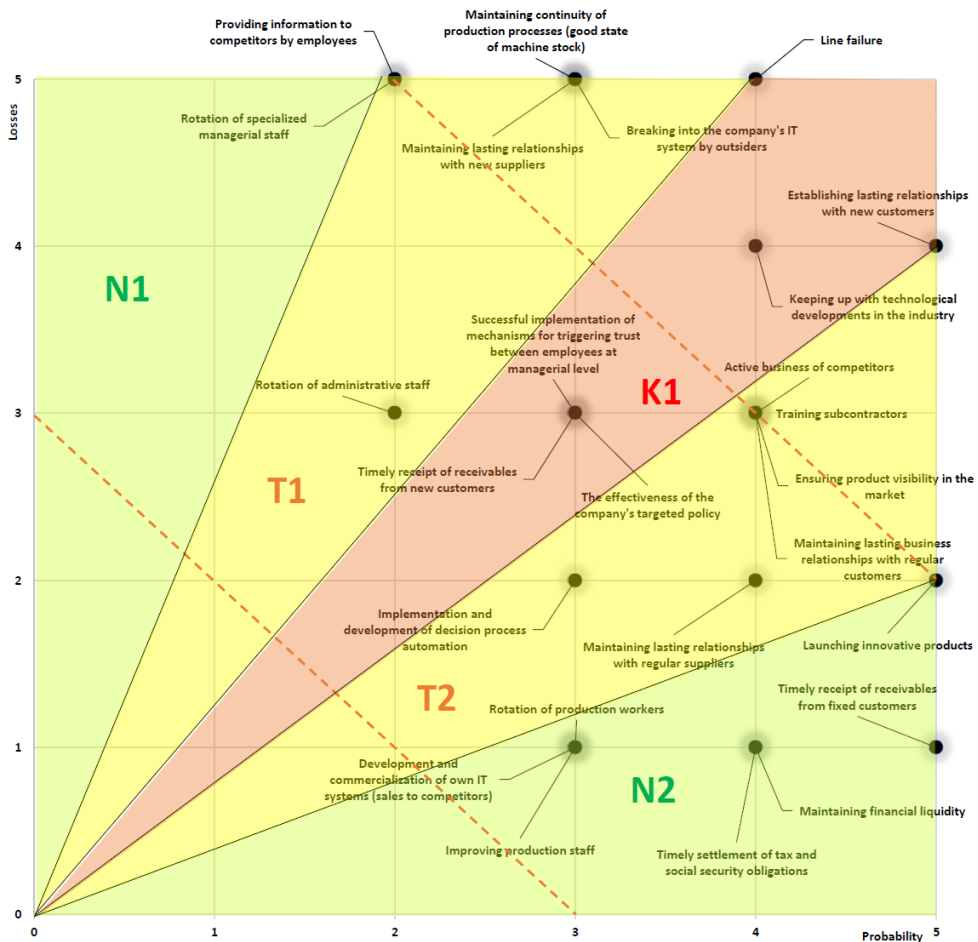 Providing information to
competitors by employees
Maintaining continuity of
production processes (good
state of machine stock)
Line failure
5
Losses
Rotation of specialized
managerial staff
Maintaining lasting relationships
with new suppliers
Breaking into the company's IT
system by outsiders
Establishing lasting relationships
with new customers
4
N1
Keeping up with technological
developments in the industry
Successful implementation of
mechanisms for triggering trust
between employees at
managerial level
Rotation of administrative staff
K1
Active business of competitors
3
Training subcontractors
T1
Timely receipt of receivables
from new customers
The effectiveness of the
company's targeted policy
Ensuring product visibility in the
market
Maintaining lasting business
relationships with regular
customers
2
Implementation and
development of decision process
automation
Maintaining lasting relationships
with regular suppliers
Launching innovative products
T2
Rotation of production workers
Timely receipt of receivables
from fixed customers
1
Development and
commercialization of own IT
systems (sales to competitors)
N2
Maintaining financial liquidity
Improving production staff
Timely settlement of tax and
social security obligations
0
0
1
2
3
4
5
Probability